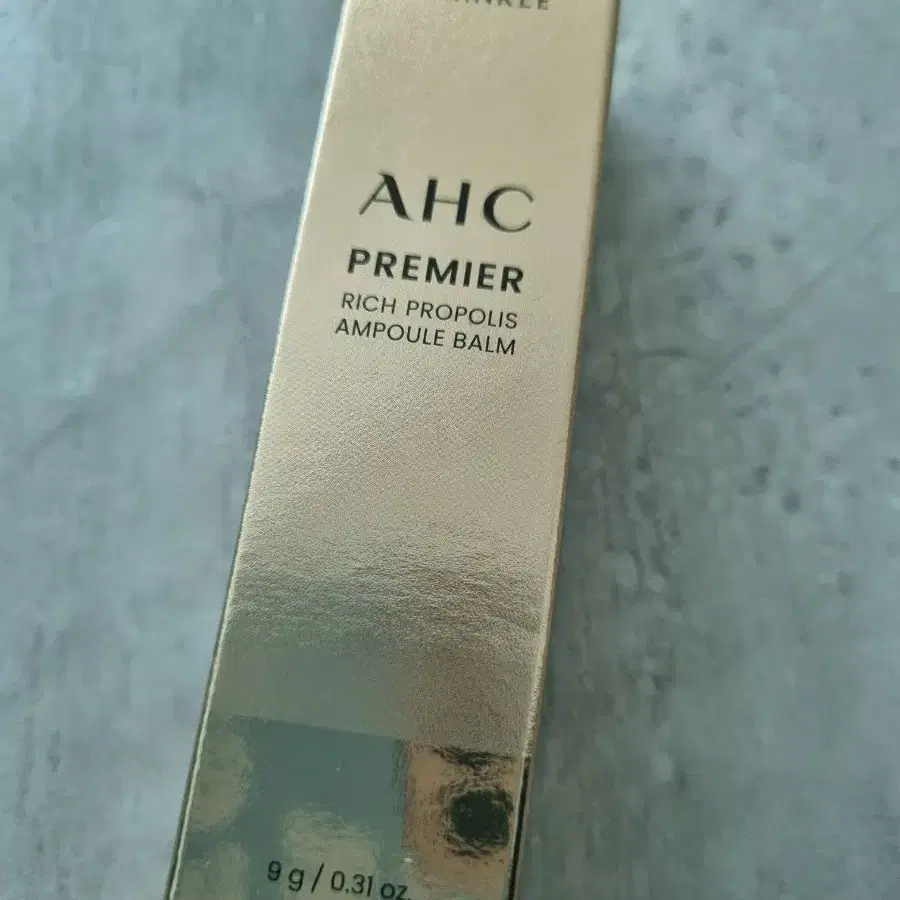 AHC
PREMIER
RICH PROPOLIS
AMPOULE BALM
9 g / 0.31 oz.